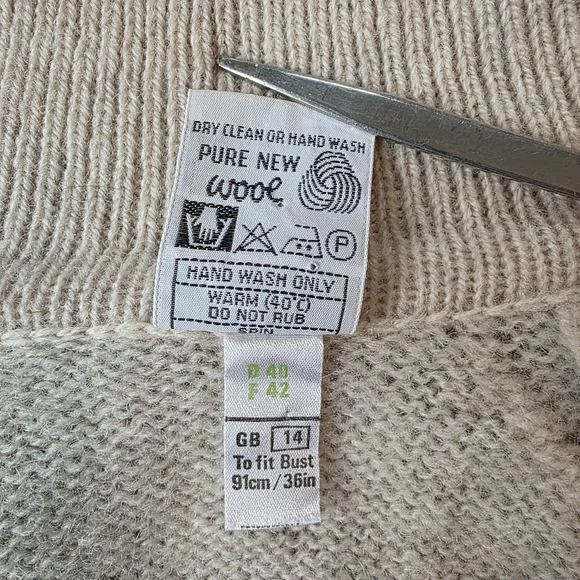 DRY CLEAN OR HAND WASH
PURE NEW
wool
P
HAND WASH ONLY
WARM (40°C)
DO NOT RUB
SPIN
D 40
F 42
GB 14
To fit Bust
91cm/36in